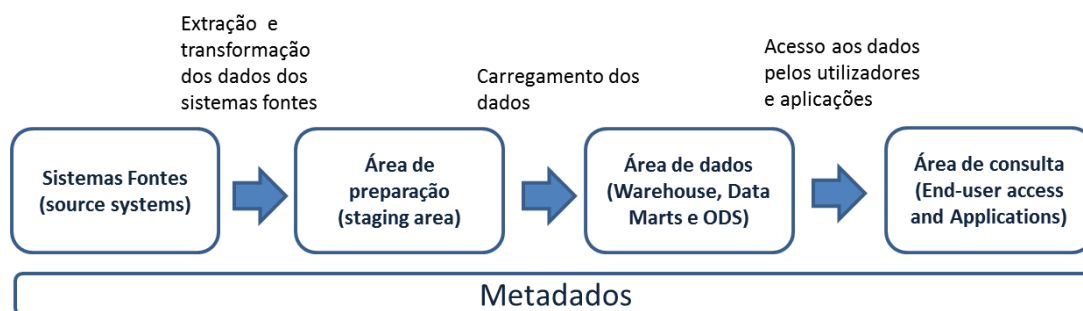 Extração e
transformação
dos dados dos
sistemas fontes
Carregamento dos
dados
Acesso aos dados
pelos utilizadores
e aplicações
Sistemas Fontes
(source systems)
Área de
preparação
(staging area)
Área de dados
(Warehouse, Data
Marts e ODS)
Área de consulta
(End-user access
and Applications)
Metadados